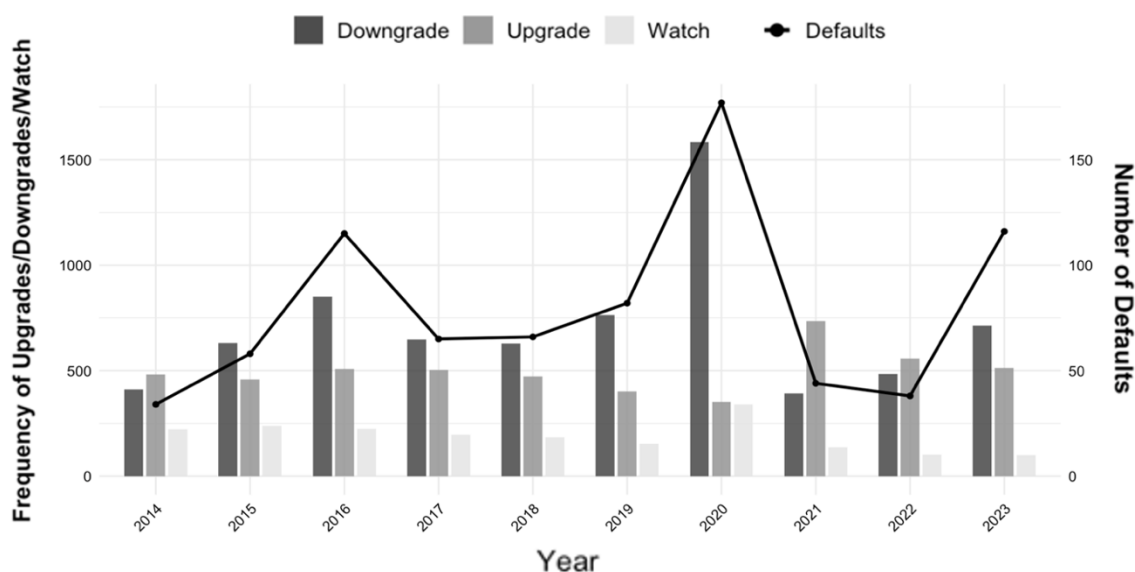 Downgrade Upgrade Watch Defaults
Frequency of Upgrades/Downgrades/Watch
1500
1000
500
0
150
100
50
0
Number of Defaults
2014 2015 2016 2017 2018 2019 2020 2021 2022 2023
Year